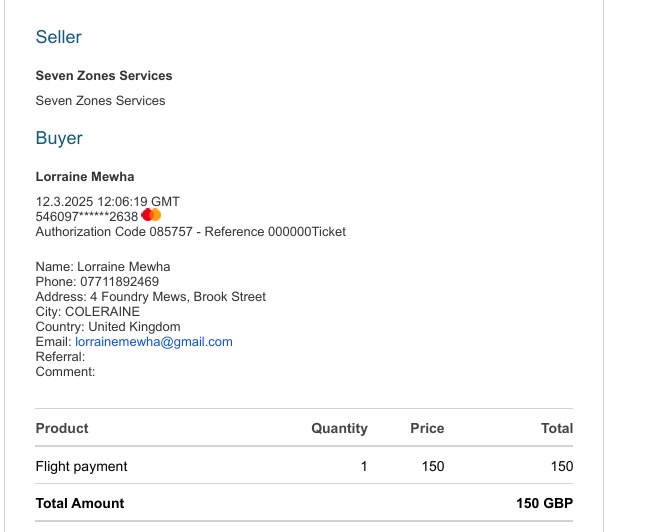 Seller
Seven Zones Services
Seven Zones Services
Buyer
Lorraine Mewha
12.3.2025 12:06:19 GMT
546097******2638
Authorization Code 085757 - Reference 000000Ticket
Name: Lorraine Mewha
Phone: 07711892469
Address: 4 Foundry Mews, Brook Street
City: COLERAINE
Country: United Kingdom
Email: lorrainemewha@gmail.com
Referral:
Comment:
Product Quantity Price Total
Flight payment 1 150 150
Total Amount 150 GBP